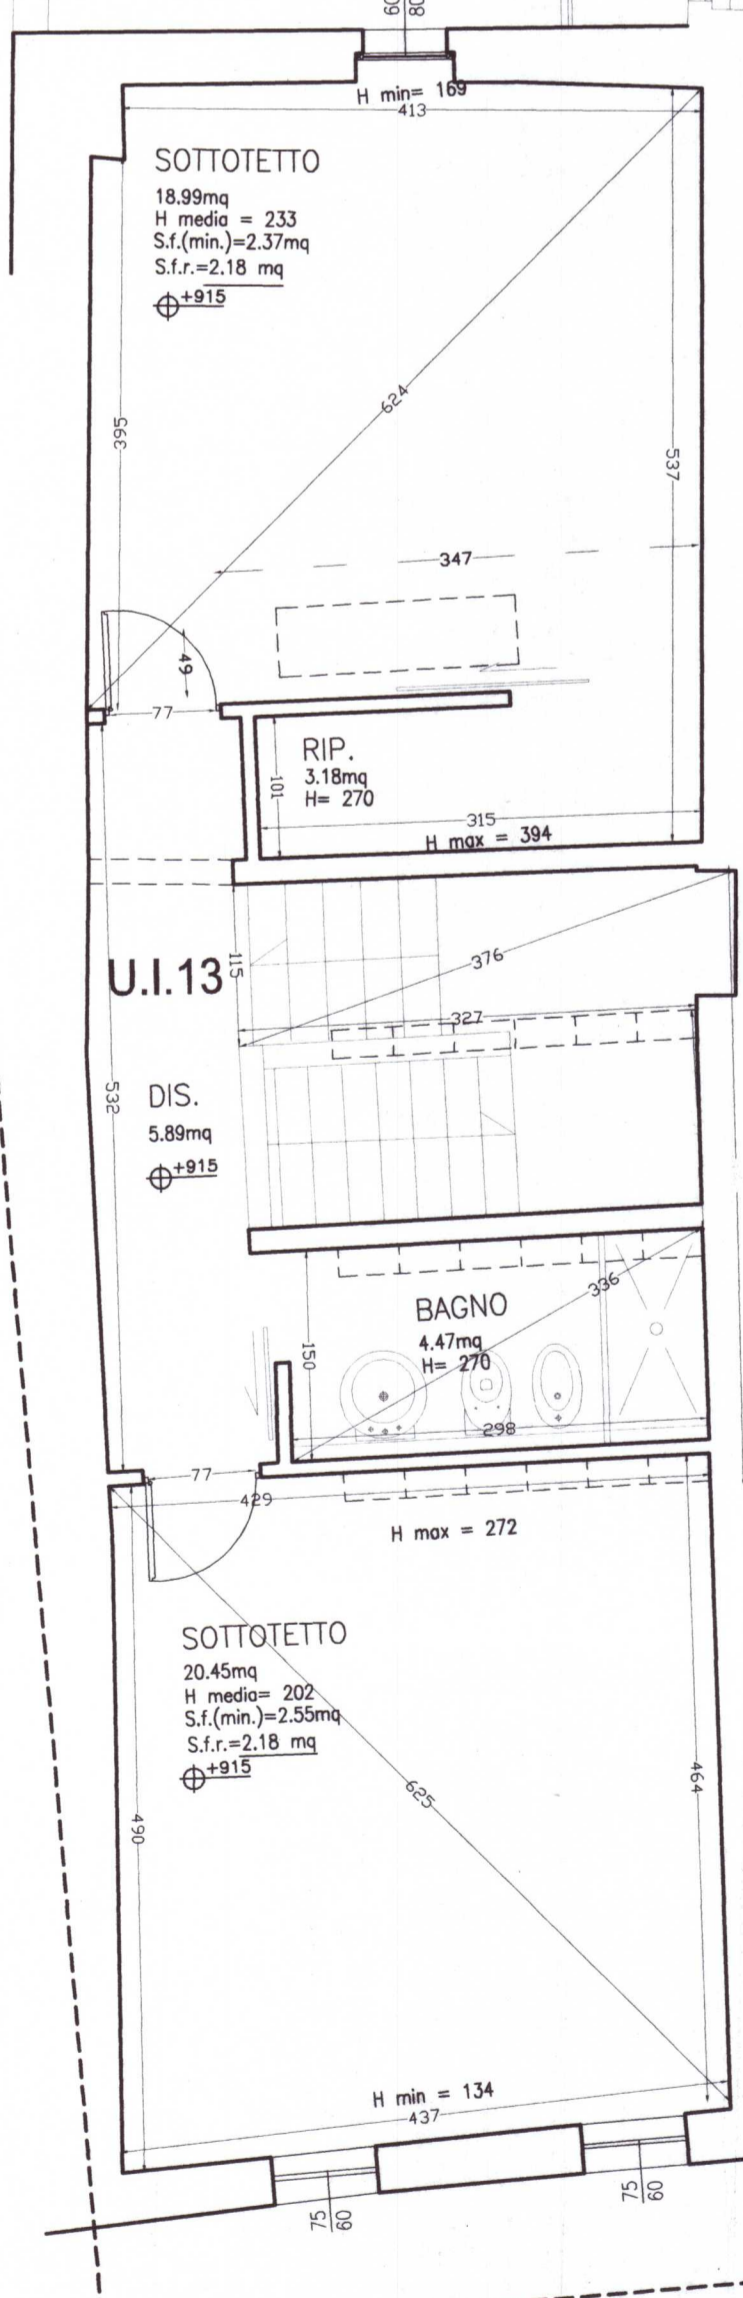 60
80
H min= 169
413
SOTTOTETTO
18.99mq
H media = 233
S.f.(min.)=2.37mq
S.f.r.=2.18 mq
+915
624
395
537
347
49
77
RIP.
3.18mq
H= 270
101
315
H max = 394
376
115
U.I.13
327
532
DIS.
5.89mq
+915
336
BAGNO
4.47mq
H= 270
150
298
77
429
H max = 272
SOTTOTETTO
20.45mq
H media= 202
S.f.(min.)=2.55mq
S.f.r.=2.18 mq
+915
625
464
490
H min = 134
437
75
60
75
60